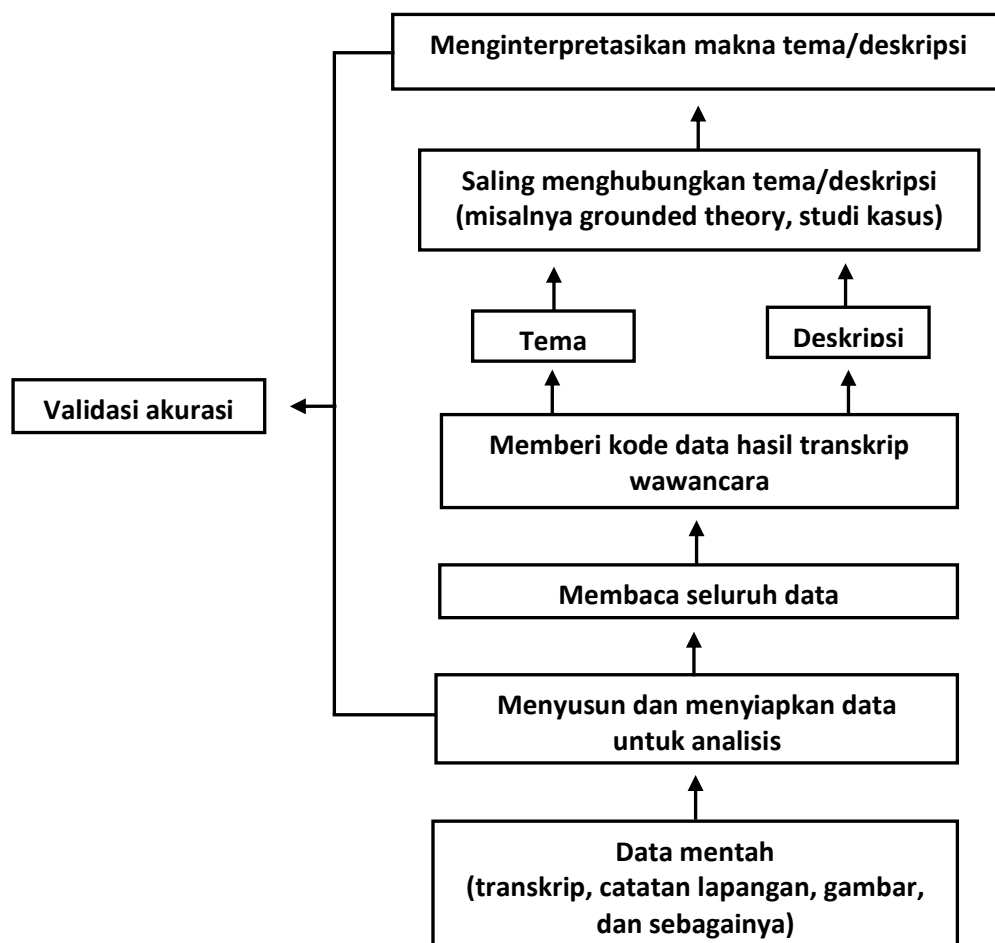 Menginterpretasikan makna tema/deskripsi
Saling menghubungkan tema/deskripsi
(misalnya grounded theory, studi kasus)
Tema
Deskripsi
Validasi akurasi
Memberi kode data hasil transkrip
wawancara
Membaca seluruh data
Menyusun dan menyiapkan data
untuk analisis
Data mentah
(transkrip, catatan lapangan, gambar,
dan sebagainya)